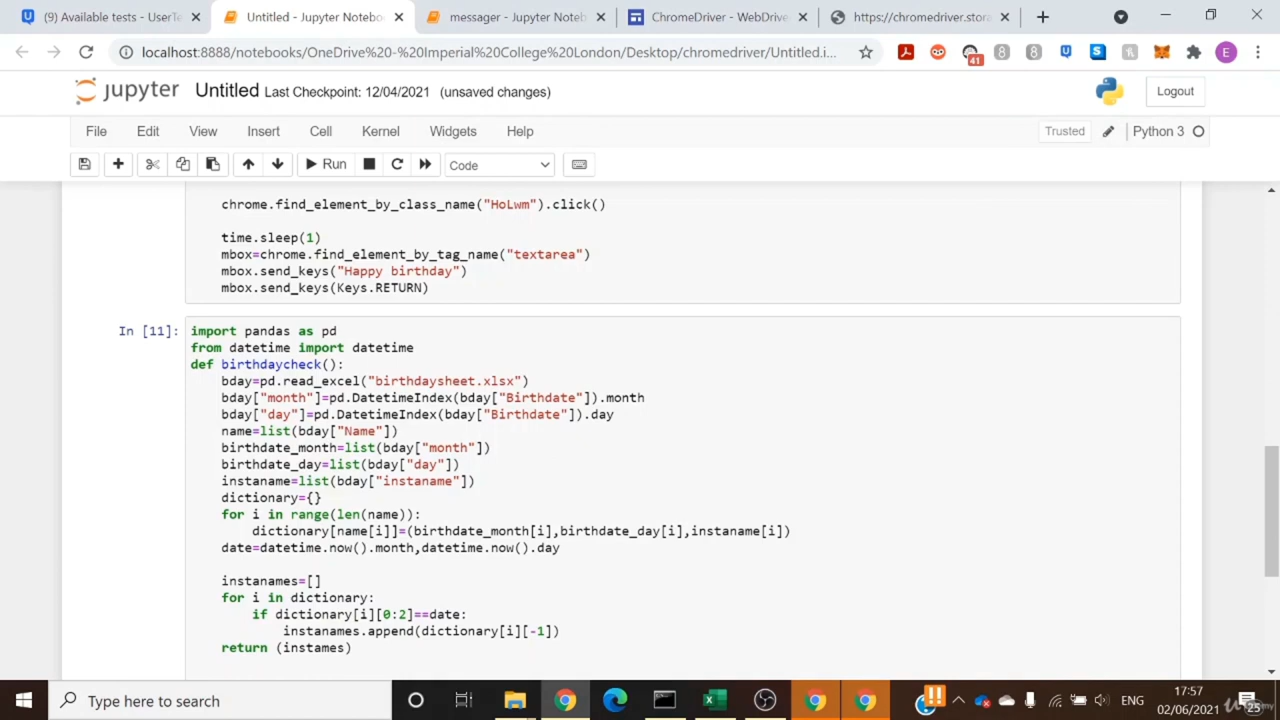 (9) Available tests - UserTe
Untitled - Jupyter Noteboo
messager - Jupyter Noteb
ChromeDriver - WebDrive
https://chromedriver.stora
localhost:8888/notebooks/OneDrive%20-%20Imperial%20College%20London/Desktop/chromedriver/Untitled.i...
41
E
jupyter
Untitled Last Checkpoint: 12/04/2021 (unsaved changes)
Logout
File Edit View Insert Cell Kernel Widgets Help
Trusted
Python 3
Run
Code
chrome.find_element_by_class_name("HoLwm").click()
time.sleep(1)
mbox=chrome.find_element_by_tag_name("textarea")
mbox.send_keys("Happy birthday")
mbox.send_keys(Keys.RETURN)
In [11]:
import pandas as pd
from datetime import datetime
def birthdaycheck():
bday=pd.read_excel("birthdaysheet.xlsx")
bday["month"]=pd.DatetimeIndex(bday["Birthdate"]).month
bday["day"]=pd.DatetimeIndex(bday["Birthdate"]).day
name=list(bday["Name"])
birthdate_month=list(bday["month"])
birthdate_day=list(bday["day"])
instaname=list(bday["instaname"])
dictionary={}
for i in range(len(name)):
dictionary[name[i]]=(birthdate_month[i],birthdate_day[i],instaname[i])
date=datetime.now().month,datetime.now().day
instanames=[]
for i in dictionary:
if dictionary[i][0:2]==date:
instanames.append(dictionary[i][-1])
return (instames)
Type here to search
ENG
17:57
02/06/2021
25